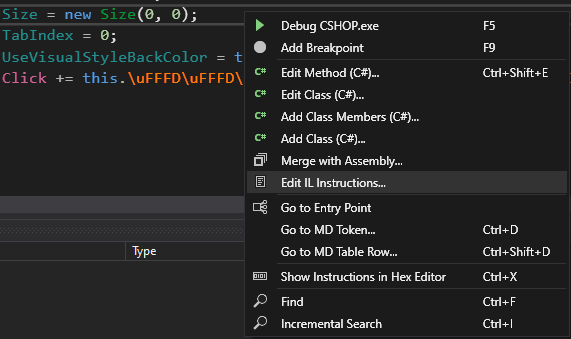 Size = new Size(0, 0);
TabIndex = 0;
UseVisualStyleBackColor = t
Click += this.\uFFFD\uFFFD\
Type
Debug CSHOP.exe F5
Add Breakpoint F9
C# Edit Method (C#)... Ctrl+Shift+E
C# Edit Class (C#)...
C# Add Class Members (C#)...
C# Add Class (C#)...
Merge with Assembly...
Edit IL Instructions...
Go to Entry Point
Go to MD Token... Ctrl+D
Go to MD Table Row... Ctrl+Shift+D
Show Instructions in Hex Editor Ctrl+X
Find Ctrl+F
Incremental Search Ctrl+I